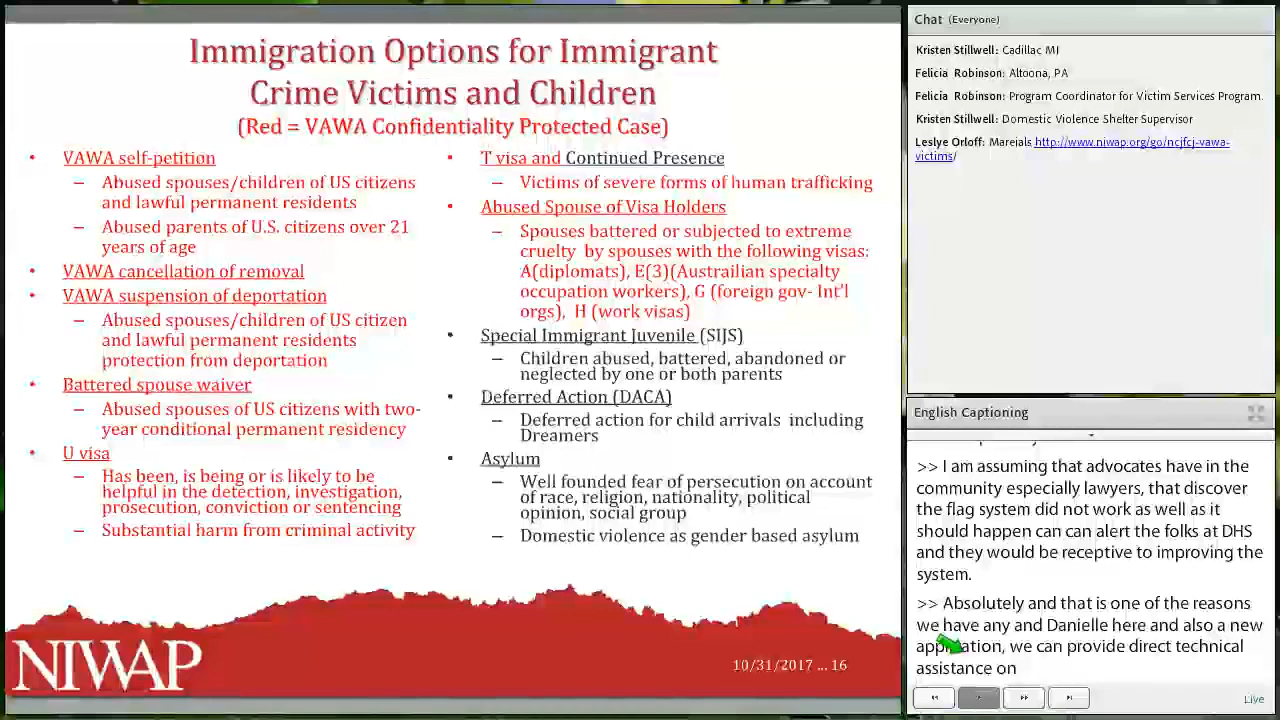 Immigration Options for Immigrant
Crime Victims and Children
(Red = VAWA Confidentiality Protected Case)
• VAWA self-petition
– Abused spouses/children of US citizens
and lawful permanent residents
– Abused parents of U.S. citizens over 21
years of age
• VAWA cancellation of removal
• VAWA suspension of deportation
– Abused spouses/children of US citizen
and lawful permanent residents
protection from deportation
• Battered spouse waiver
– Abused spouses of US citizens with two-
year conditional permanent residency
• U visa
– Has been, is being or is likely to be
helpful in the detection, investigation,
prosecution, conviction or sentencing
– Substantial harm from criminal activity
• T visa and Continued Presence
– Victims of severe forms of human trafficking
• Abused Spouse of Visa Holders
– Spouses battered or subjected to extreme
cruelty by spouses with the following visas:
A(diplomats), E(3)(Austrailian specialty
occupation workers), G (foreign gov- Int'l
orgs), H (work visas)
• Special Immigrant Juvenile (SIJS)
– Children abused, battered, abandoned or
neglected by one or both parents
• Deferred Action (DACA)
– Deferred action for child arrivals including
Dreamers
• Asylum
– Well founded fear of persecution on account
of race, religion, nationality, political
opinion, social group
– Domestic violence as gender based asylum
NIWAP
10/31/2017 ... 16
Chat (Everyone)
Kristen Stillwell: Cadillac MI
Felicia Robinson: Altoona, PA
Felicia Robinson: Program Coordinator for Victim Services Program.
Kristen Stillwell: Domestic Violence Shelter Supervisor
Leslye Orloff: Mareials http://www.niwap.org/go/ncjfcj-vawa-
victims/
English Captioning
>> I am assuming that advocates have in the
community especially lawyers, that discover
the flag system did not work as well as it
should happen can can alert the folks at DHS
and they would be receptive to improving the
system.
>> Absolutely and that is one of the reasons
we have any and Danielle here and also a new
application, we can provide direct technical
assistance on
Live